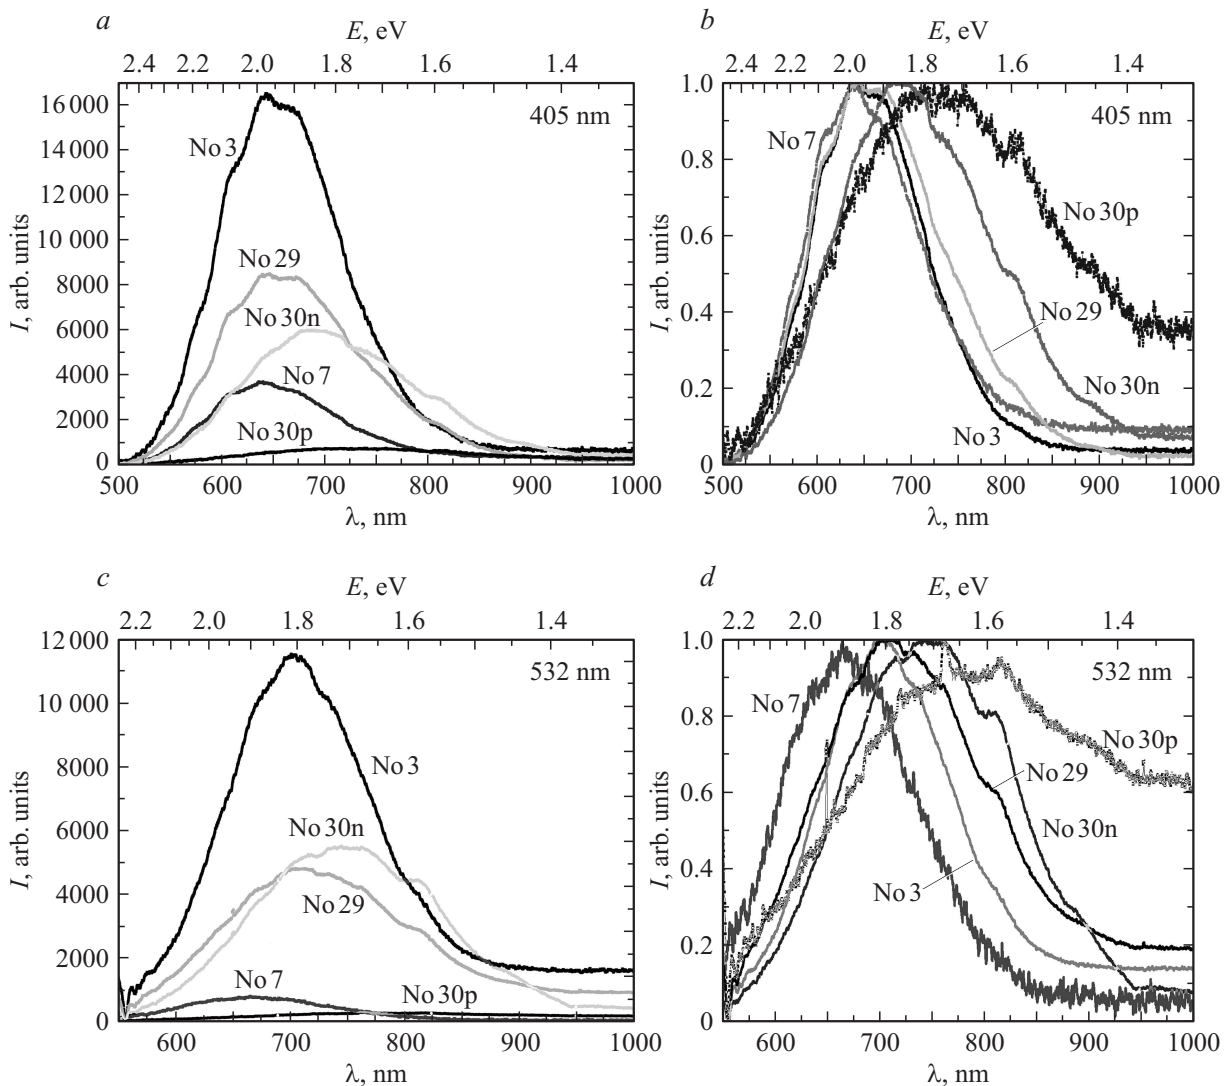 a
E, eV
2.4 2.2 2.0 1.8 1.6 1.4
16 000
14 000
12 000
10 000
8000
6000
4000
2000
0
I, arb. units
405 nm
No 3
No 29
No 30n
No 7
No 30p
500 600 700 800 900 1000
λ, nm
b
E, eV
2.4 2.2 2.0 1.8 1.6 1.4
1.0
0.8
0.6
0.4
0.2
0
I, arb. units
405 nm
No 7
No 30p
No 29
No 30n
No 3
500 600 700 800 900 1000
λ, nm
c
E, eV
2.2 2.0 1.8 1.6 1.4
12 000
10 000
8000
6000
4000
2000
0
I, arb. units
532 nm
No 3
No 30n
No 29
No 7
No 30p
600 700 800 900 1000
λ, nm
d
E, eV
2.2 2.0 1.8 1.6 1.4
1.0
0.8
0.6
0.4
0.2
0
I, arb. units
532 nm
No 7
No 30p
No 29
No 30n
No 3
600 700 800 900 1000
λ, nm